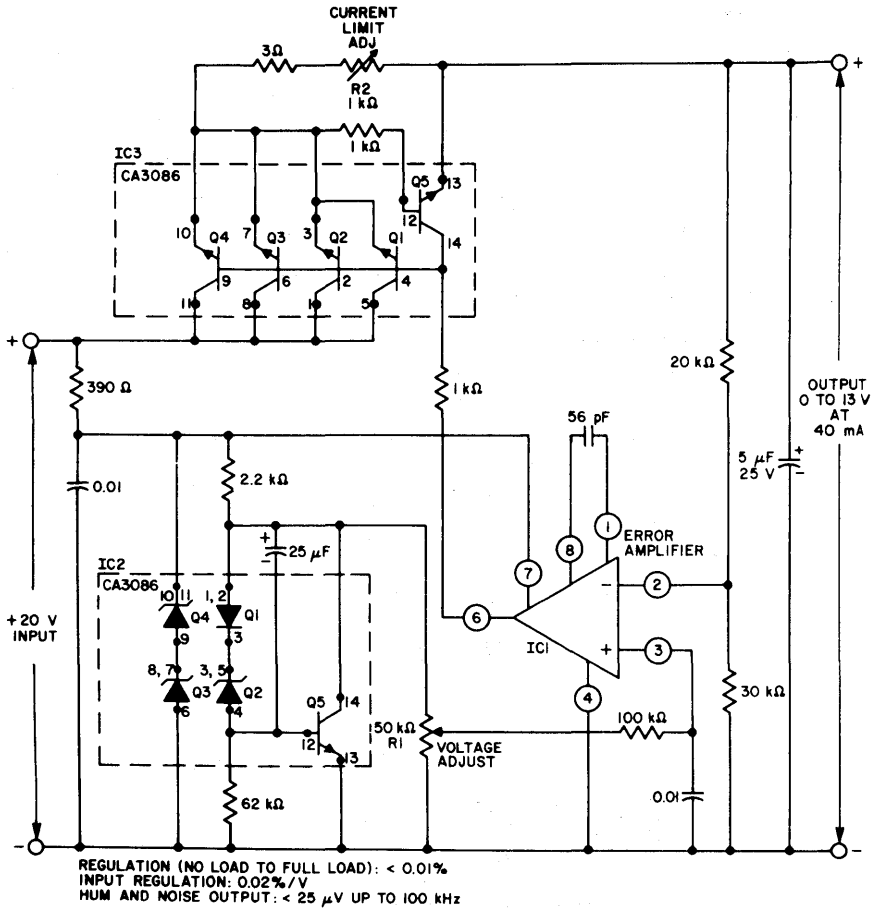 CURRENT
LIMIT
ADJ
3Ω
R2
1 kΩ
1 kΩ
IC3
CA3086
Q5
13
12
14
10
Q4
7
Q3
3
Q2
Q1
9
6
2
4
11
8
1
5
+
+
390 Ω
1 kΩ
20 kΩ
OUTPUT
0 TO 13 V
AT
40 mA
56 pF
5 μF
25 V
+
-
0.01
2.2 kΩ
+
-
25 μF
1
8
7
ERROR
AMPLIFIER
2
-
IC2
CA3086
10
11
1, 2
Q4
Q1
9
3
6
IC1
+
3
+20 V
INPUT
8, 7
3, 5
Q3
Q2
6
4
4
Q5
14
12
13
50 kΩ
R1
VOLTAGE
ADJUST
100 kΩ
30 kΩ
62 kΩ
0.01
-
-
REGULATION (NO LOAD TO FULL LOAD): < 0.01%
INPUT REGULATION: 0.02%/V
HUM AND NOISE OUTPUT: < 25 μV UP TO 100 kHz